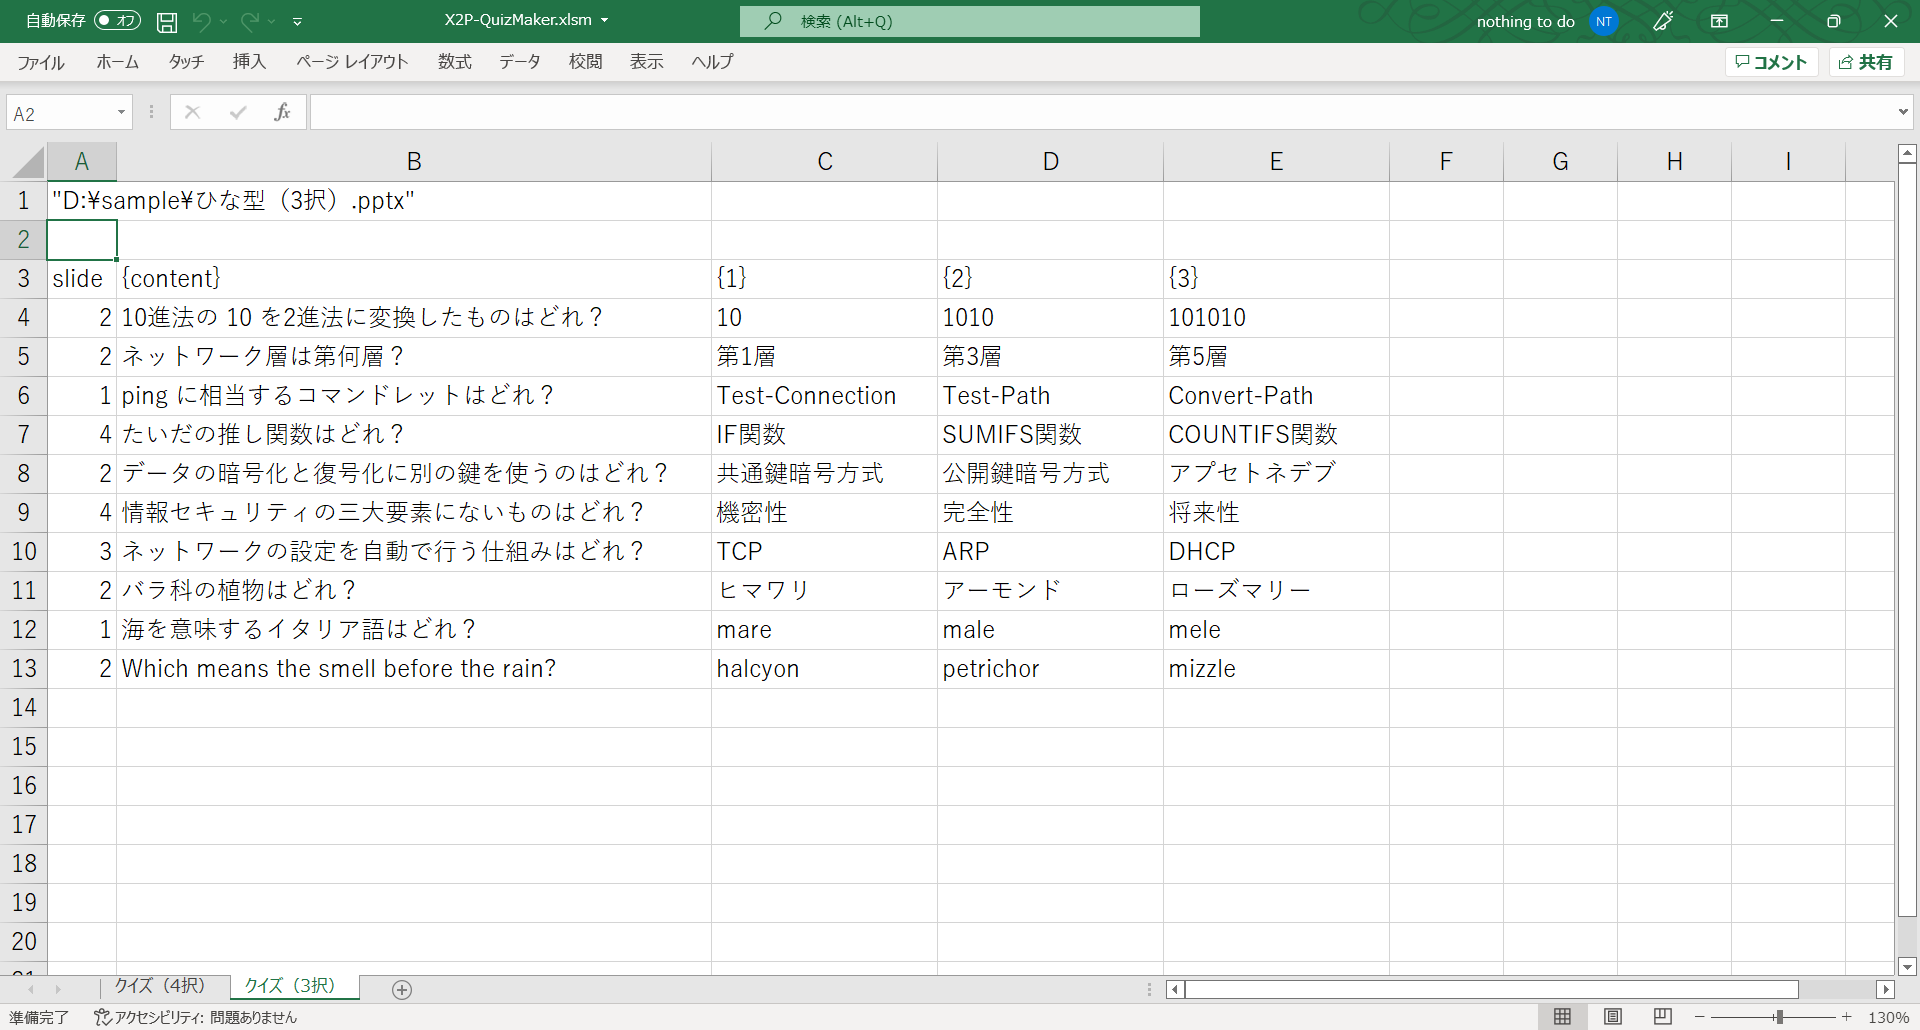 自動保存 オフ X2P-QuizMaker.xlsm 検索 (Alt+Q) nothing to do NT
ファイル ホーム タッチ 挿入 ページ レイアウト 数式 データ 校閲 表示 ヘルプ コメント 共有
A2 fx
A B C D E F G H I
1 "D:¥sample¥ひな型（3択）.pptx"
2
3 slide {content} {1} {2} {3}
4 2 10進法の 10 を2進法に変換したものはどれ？ 10 1010 101010
5 2 ネットワーク層は第何層？ 第1層 第3層 第5層
6 1 ping に相当するコマンドレットはどれ？ Test-Connection Test-Path Convert-Path
7 4 たいだの推し関数はどれ？ IF関数 SUMIFS関数 COUNTIFS関数
8 2 データの暗号化と復号化に別の鍵を使うのはどれ？ 共通鍵暗号方式 公開鍵暗号方式 アプセトネデブ
9 4 情報セキュリティの三大要素にないものはどれ？ 機密性 完全性 将来性
10 3 ネットワークの設定を自動で行う仕組みはどれ？ TCP ARP DHCP
11 2 バラ科の植物はどれ？ ヒマワリ アーモンド ローズマリー
12 1 海を意味するイタリア語はどれ？ mare male mele
13 2 Which means the smell before the rain? halcyon petrichor mizzle
14
15
16
17
18
19
20
21
クイズ（4択） クイズ（3択）
準備完了 アクセシビリティ: 問題ありません 130%